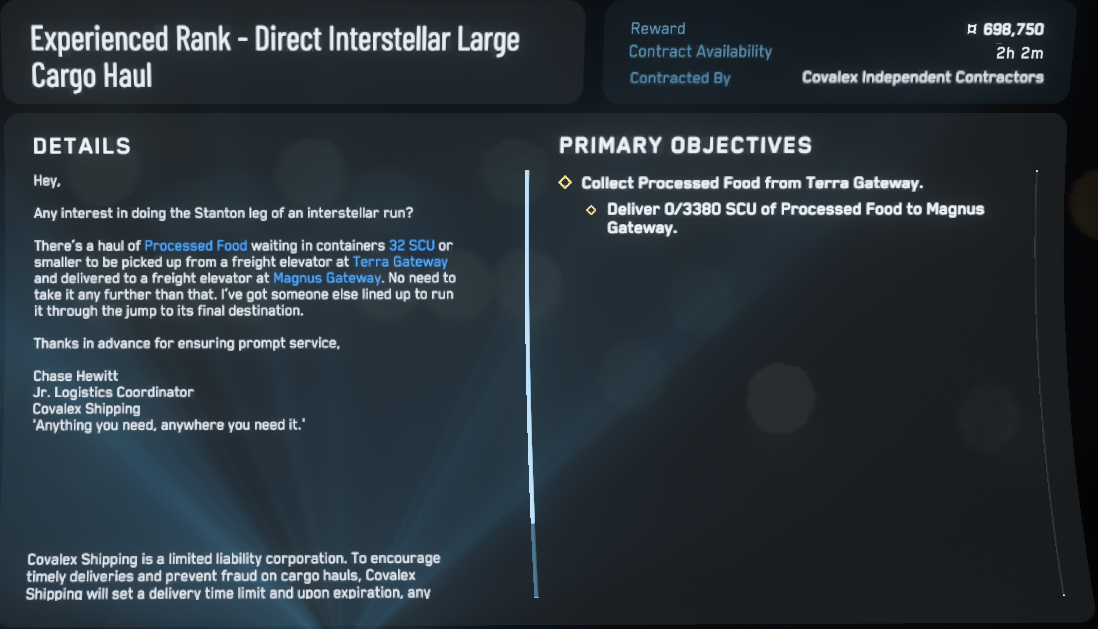 Experienced Rank - Direct Interstellar Large
Cargo Haul
Reward ¤ 698,750
Contract Availability 2h 2m
Contracted By Covalex Independent Contractors
DETAILS
Hey,
Any interest in doing the Stanton leg of an interstellar run?
There's a haul of Processed Food waiting in containers 32 SCU or
smaller to be picked up from a freight elevator at Terra Gateway
and delivered to a freight elevator at Magnus Gateway. No need to
take it any further than that. I've got someone else lined up to run
it through the jump to its final destination.
Thanks in advance for ensuring prompt service,
Chase Hewitt
Jr. Logistics Coordinator
Covalex Shipping
'Anything you need, anywhere you need it.'
Covalex Shipping is a limited liability corporation. To encourage
timely deliveries and prevent fraud on cargo hauls, Covalex
Shipping will set a delivery time limit and upon expiration, any
PRIMARY OBJECTIVES
Collect Processed Food from Terra Gateway.
Deliver 0/3380 SCU of Processed Food to Magnus
Gateway.